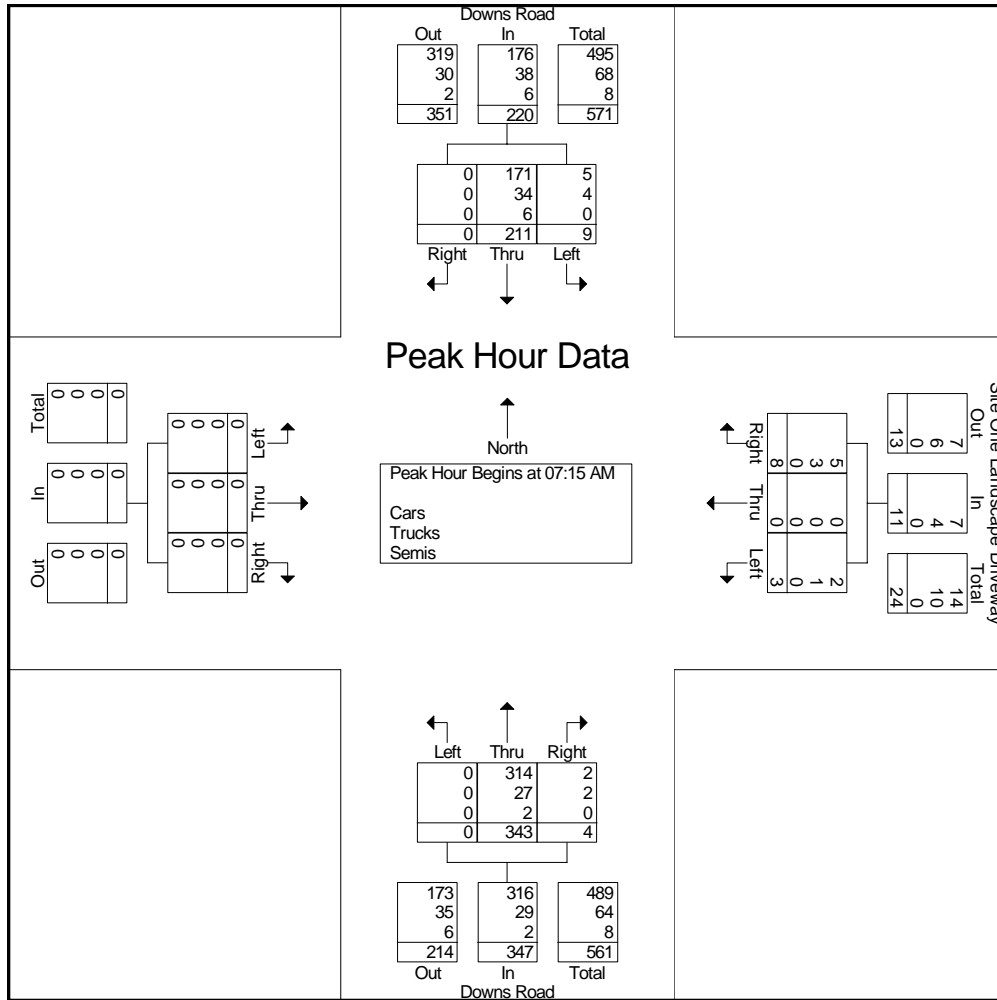 Downs Road
Out In Total
319 176 495
30 38 68
2 6 8
351 220 571
0 171 5
0 34 4
0 6 0
0 211 9
Right Thru Left
Peak Hour Data
North
Peak Hour Begins at 07:15 AM
Cars
Trucks
Semis
Total
0 0 0 0
In
0 0 0 0
Out
0 0 0 0
Left
0 0 0 0
Thru
0 0 0 0
Right
0 0 0 0
Right
5 3 0 8
Thru
0 0 0 0
Left
2 1 0 3
Site One Landscape Driveway
Out
7 6 0 13
In
7 4 0 11
Total
14 10 0 24
Left Thru Right
0 314 2
0 27 2
0 2 0
0 343 4
173 316 489
35 29 64
6 2 8
214 347 561
Out In Total
Downs Road